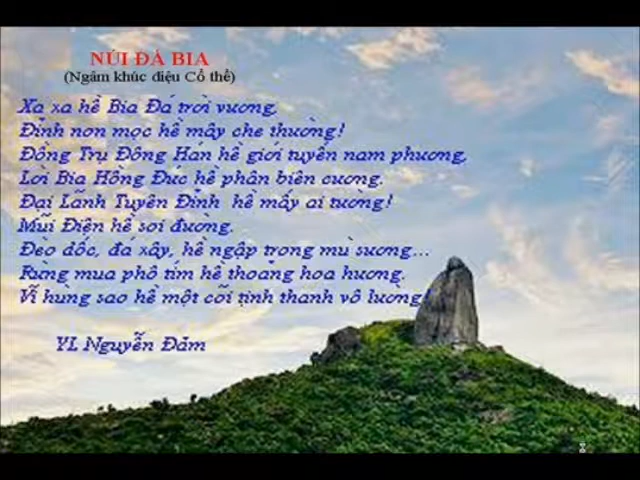 NÚI ĐÁ BIA
(Ngâm khúc điệu Cổ thể)
Xa xa hề Bia Đá trời vương,
Đỉnh non mọc hề mây che thường!
Đồng Trụ Đông Hán hề giới tuyến nam phương,
Lời Bia Hồng Đức hề phân biên cương.
Đại Lãnh Tuyên Đỉnh hề mấy ai tường!
Mũi Điện hề soi đường.
Đèo dốc, đá xây, hề ngập trong mù sương...
Rừng mua phô tím hề thoảng hoa hương.
Vĩ hùng sao hề một cõi tịnh thanh vô lường!
YL Nguyễn Đảm